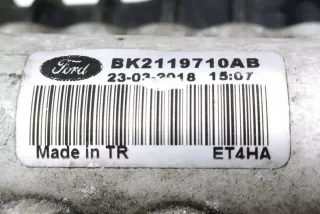 Ford
BK2119710AB
23-03-2018 15:07
Made in TR
ET4HA